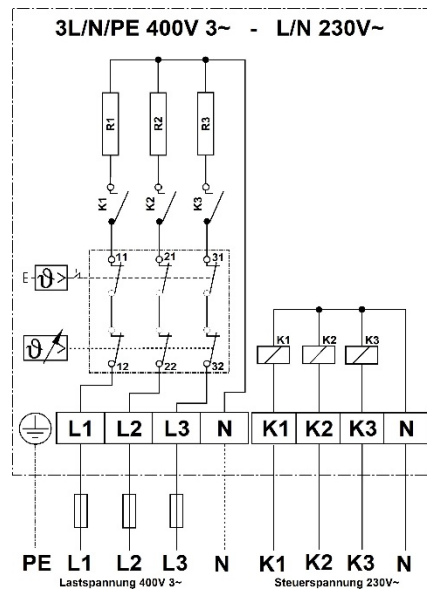 3L/N/PE 400V 3~ - L/N 230V~
R1 R2 R3
K1 K2 K3
11 21 31
E ϑ
ϑ
12 22 32
K1 K2 K3
L1 L2 L3 N K1 K2 K3 N
PE L1 L2 L3 N K1 K2 K3 N
Lastspannung 400V 3~ Steuerspannung 230V~